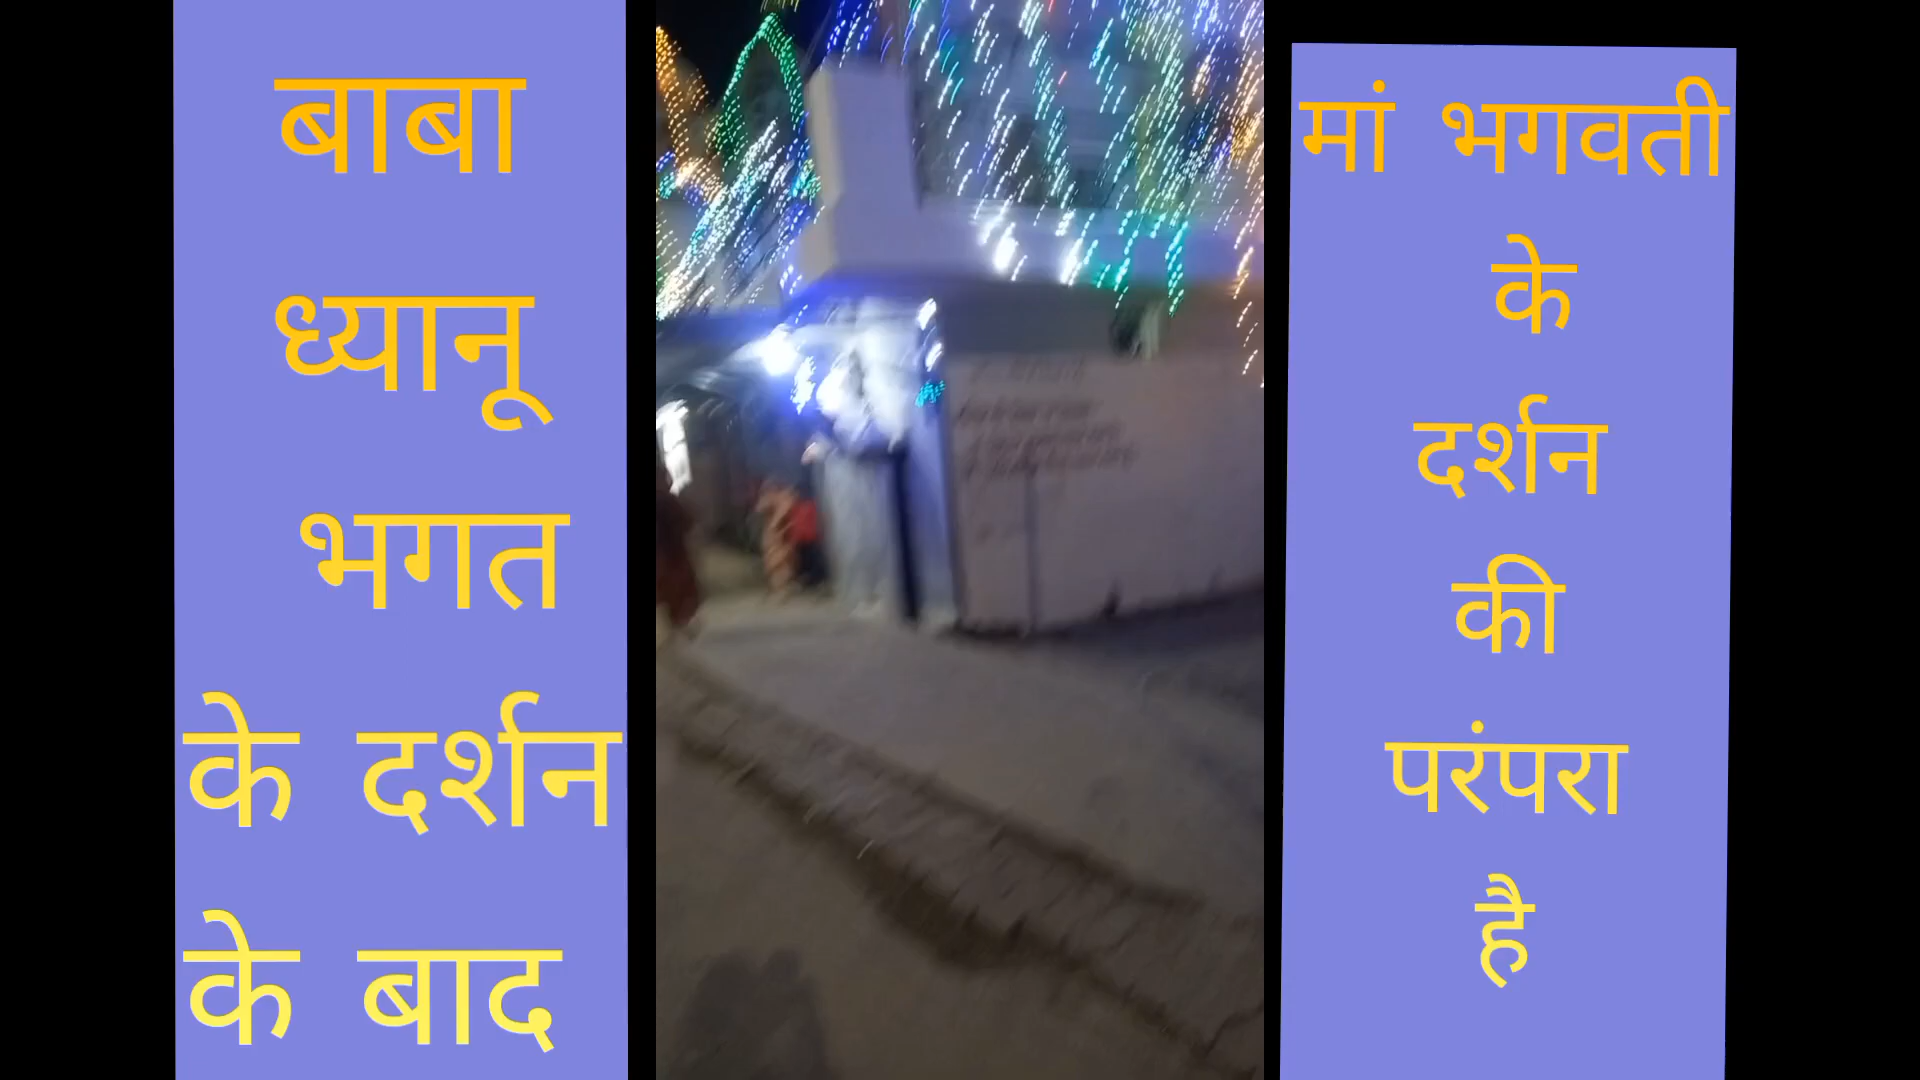 बाबा
ध्यानू
भगत
के दर्शन
के बाद
मां भगवती
के
दर्शन
की
परंपरा
है